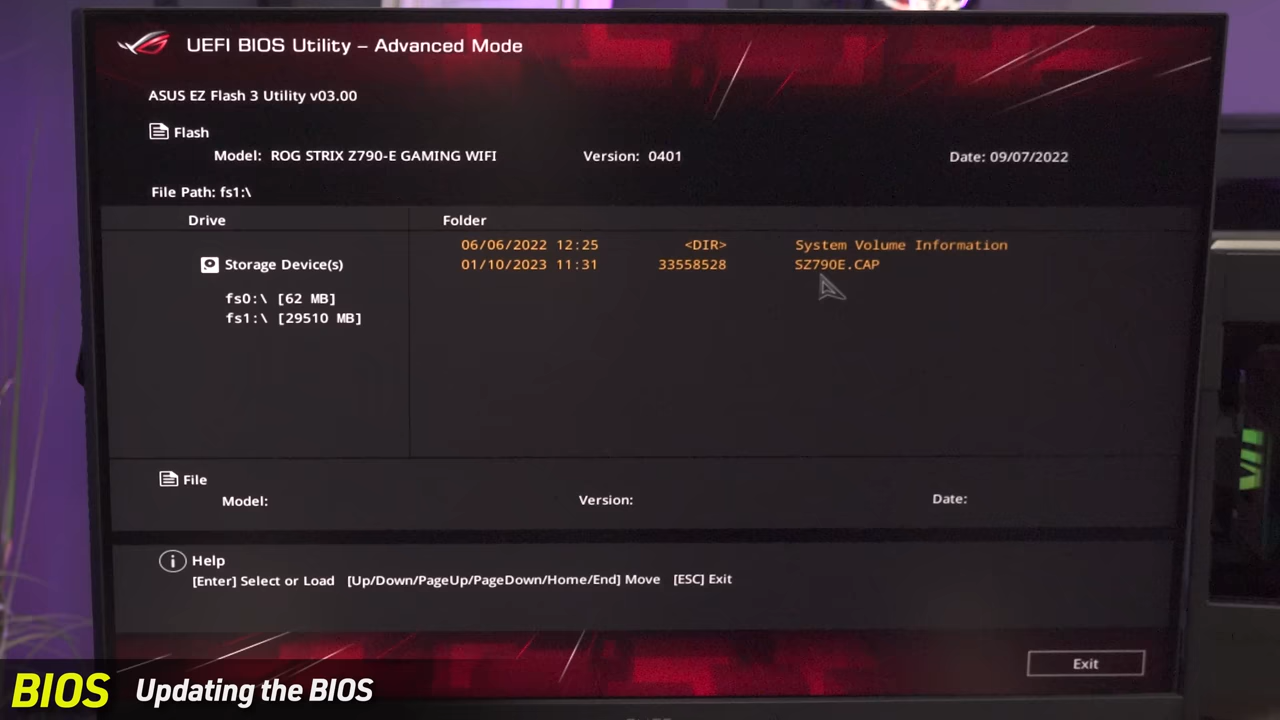 UEFI BIOS Utility – Advanced Mode
ASUS EZ Flash 3 Utility v03.00
Flash
Model: ROG STRIX Z790-E GAMING WIFI Version: 0401 Date: 09/07/2022
File Path: fs1:\
Drive Folder
06/06/2022 12:25 <DIR> System Volume Information
Storage Device(s) 01/10/2023 11:31 33558528 SZ790E.CAP
fs0:\ [62 MB]
fs1:\ [29510 MB]
File
Model: Version: Date:
Help
[Enter] Select or Load [Up/Down/PageUp/PageDown/Home/End] Move [ESC] Exit
Exit
BIOS Updating the BIOS